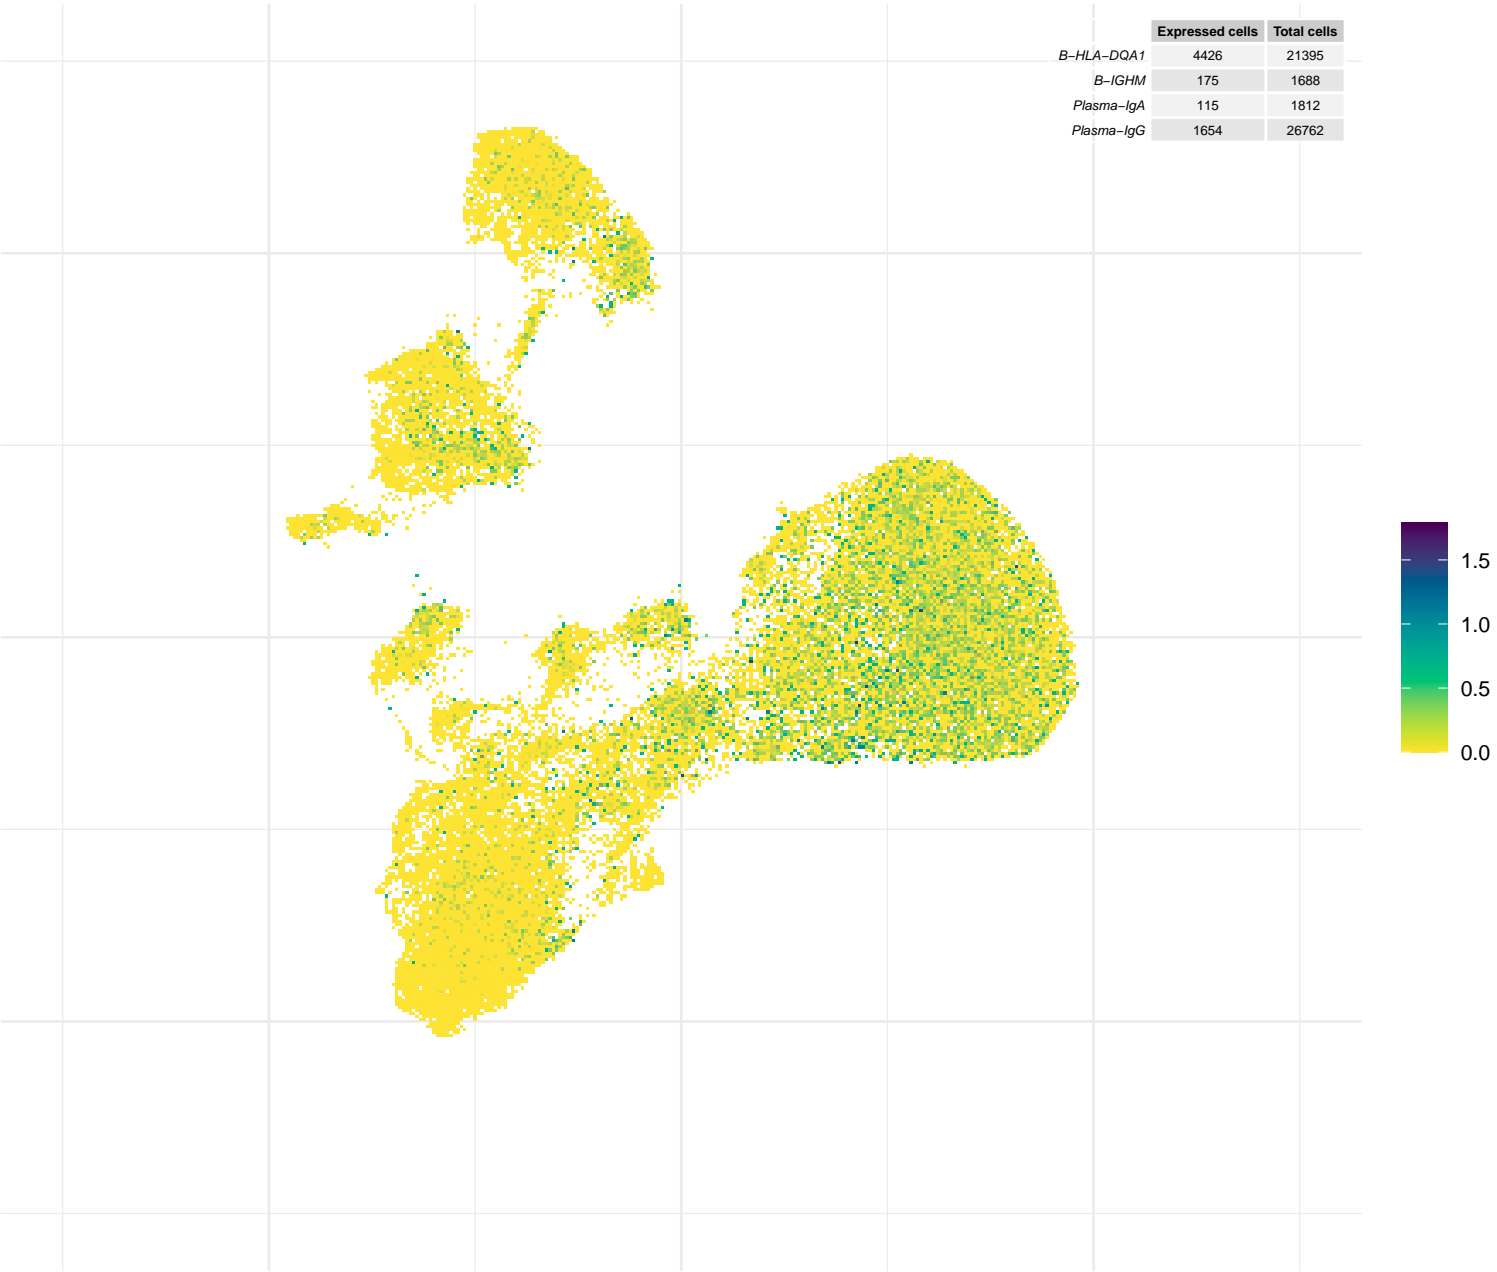 Expressed cells Total cells
B-HLA-DQA1 4426 21395
B-IGHM 175 1688
Plasma-IgA 115 1812
Plasma-IgG 1654 26762
1.5
1.0
0.5
0.0